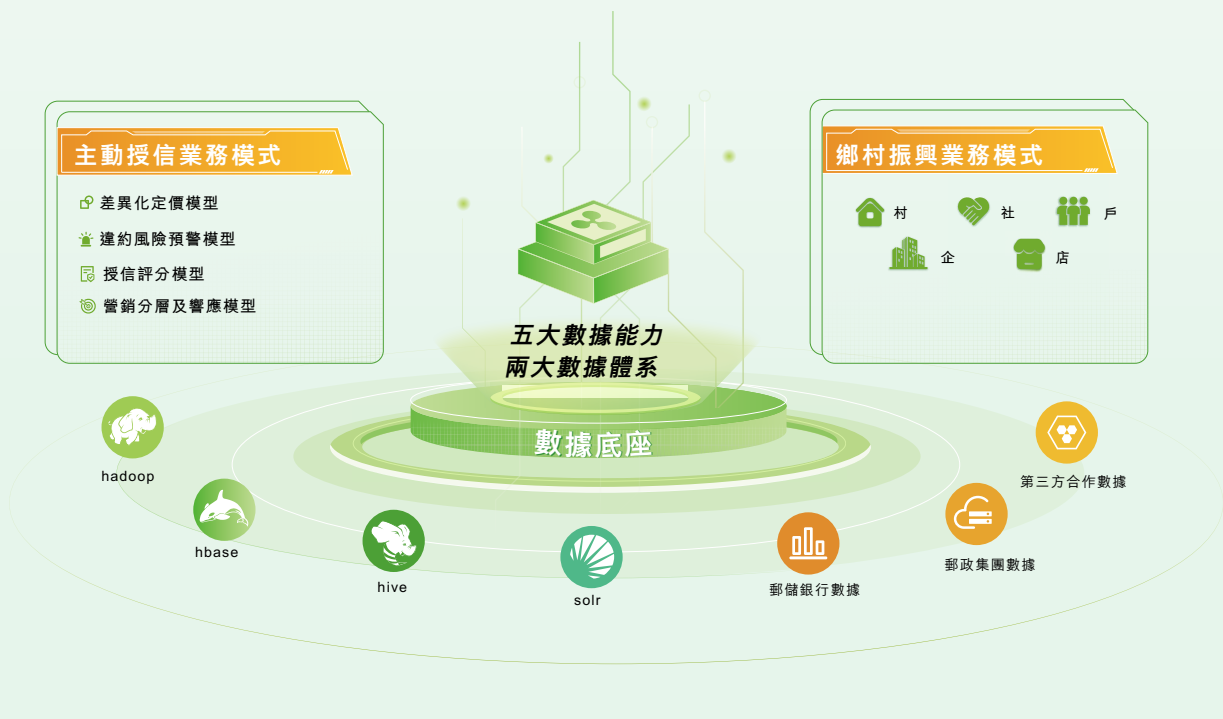 主動授信業務模式
差異化定價模型
違約風險預警模型
授信評分模型
營銷分層及響應模型
鄉村振興業務模式
村
社
戶
企
店
五大數據能力
兩大數據體系
數據底座
hadoop
hbase
hive
solr
郵儲銀行數據
郵政集團數據
第三方合作數據